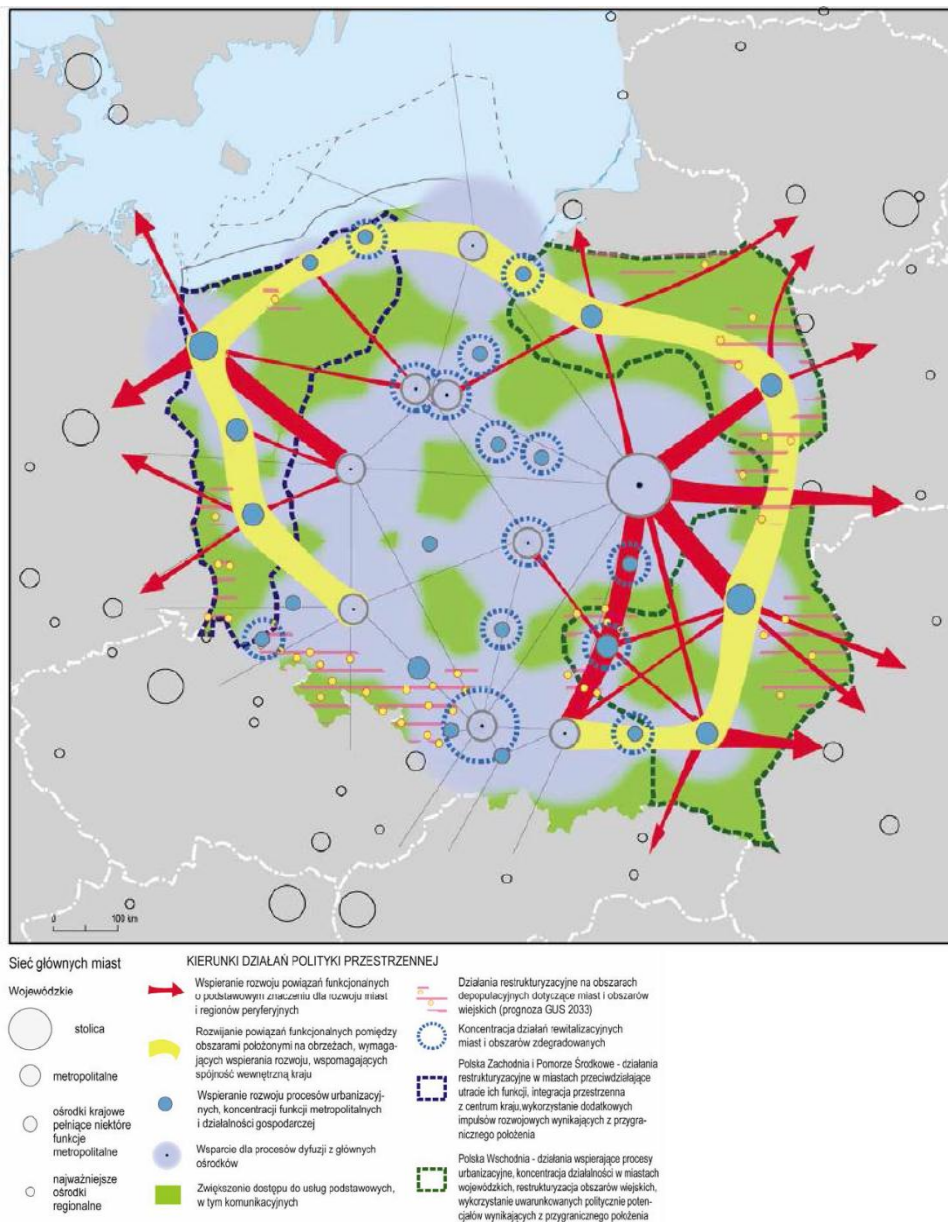 0
100 km
Sieć głównych miast
Wojewódzkie
stolica
metropolitalne
ośrodki krajowe
pełniące niektóre
funkcje
metropolitalne
najważniejsze
ośrodki
regionalne
KIERUNKI DZIAŁAŃ POLITYKI PRZESTRZENNEJ
Wspieranie rozwoju powiązań funkcjonalnych
o podstawowym znaczeniu dla rozwoju miast
i regionów peryferyjnych
Rozwijanie powiązań funkcjonalnych pomiędzy
obszarami położonymi na obrzeżach, wymaga-
jących wspierania rozwoju, wspomagających
spójność wewnętrzną kraju
Wspieranie rozwoju procesów urbanizacyj-
nych, koncentracji funkcji metropolitalnych
i działalności gospodarczej
Wsparcie dla procesów dyfuzji z głównych
ośrodków
Zwiększenie dostępu do usług podstawowych,
w tym komunikacyjnych
Działania restrukturyzacyjne na obszarach
depopulacyjnych dotyczące miast i obszarów
wiejskich (prognoza GUS 2033)
Koncentracja działań rewitalizacyjnych
miast i obszarów zdegradowanych
Polska Zachodnia i Pomorze Środkowe - działania
restrukturyzacyjne w miastach przeciwdziałające
utracie ich funkcji, integracja przestrzenna
z centrum kraju,wykorzystanie dodatkowych
impulsów rozwojowych wynikających z przygra-
nicznego położenia
Polska Wschodnia - działania wspierające procesy
urbanizacyjne, koncentracja działalności w miastach
wojewódzkich, restrukturyzacja obszarów wiejskich,
wykorzystanie uwarunkowanych politycznie poten-
cjałów wynikających z przygranicznego położenia